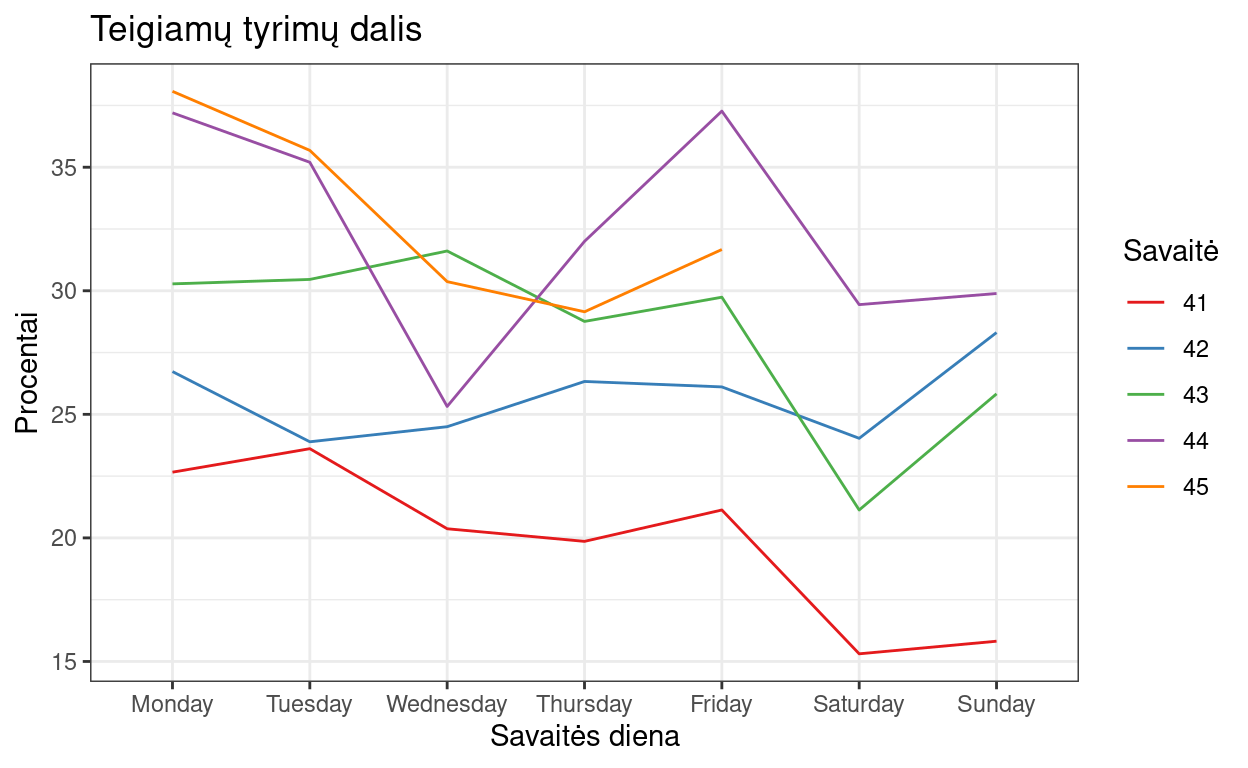 Teigiamų tyrimų dalis
Procentai
35
30
25
20
15
Monday Tuesday Wednesday Thursday Friday Saturday Sunday
Savaitės diena
Savaitė
41
42
43
44
45